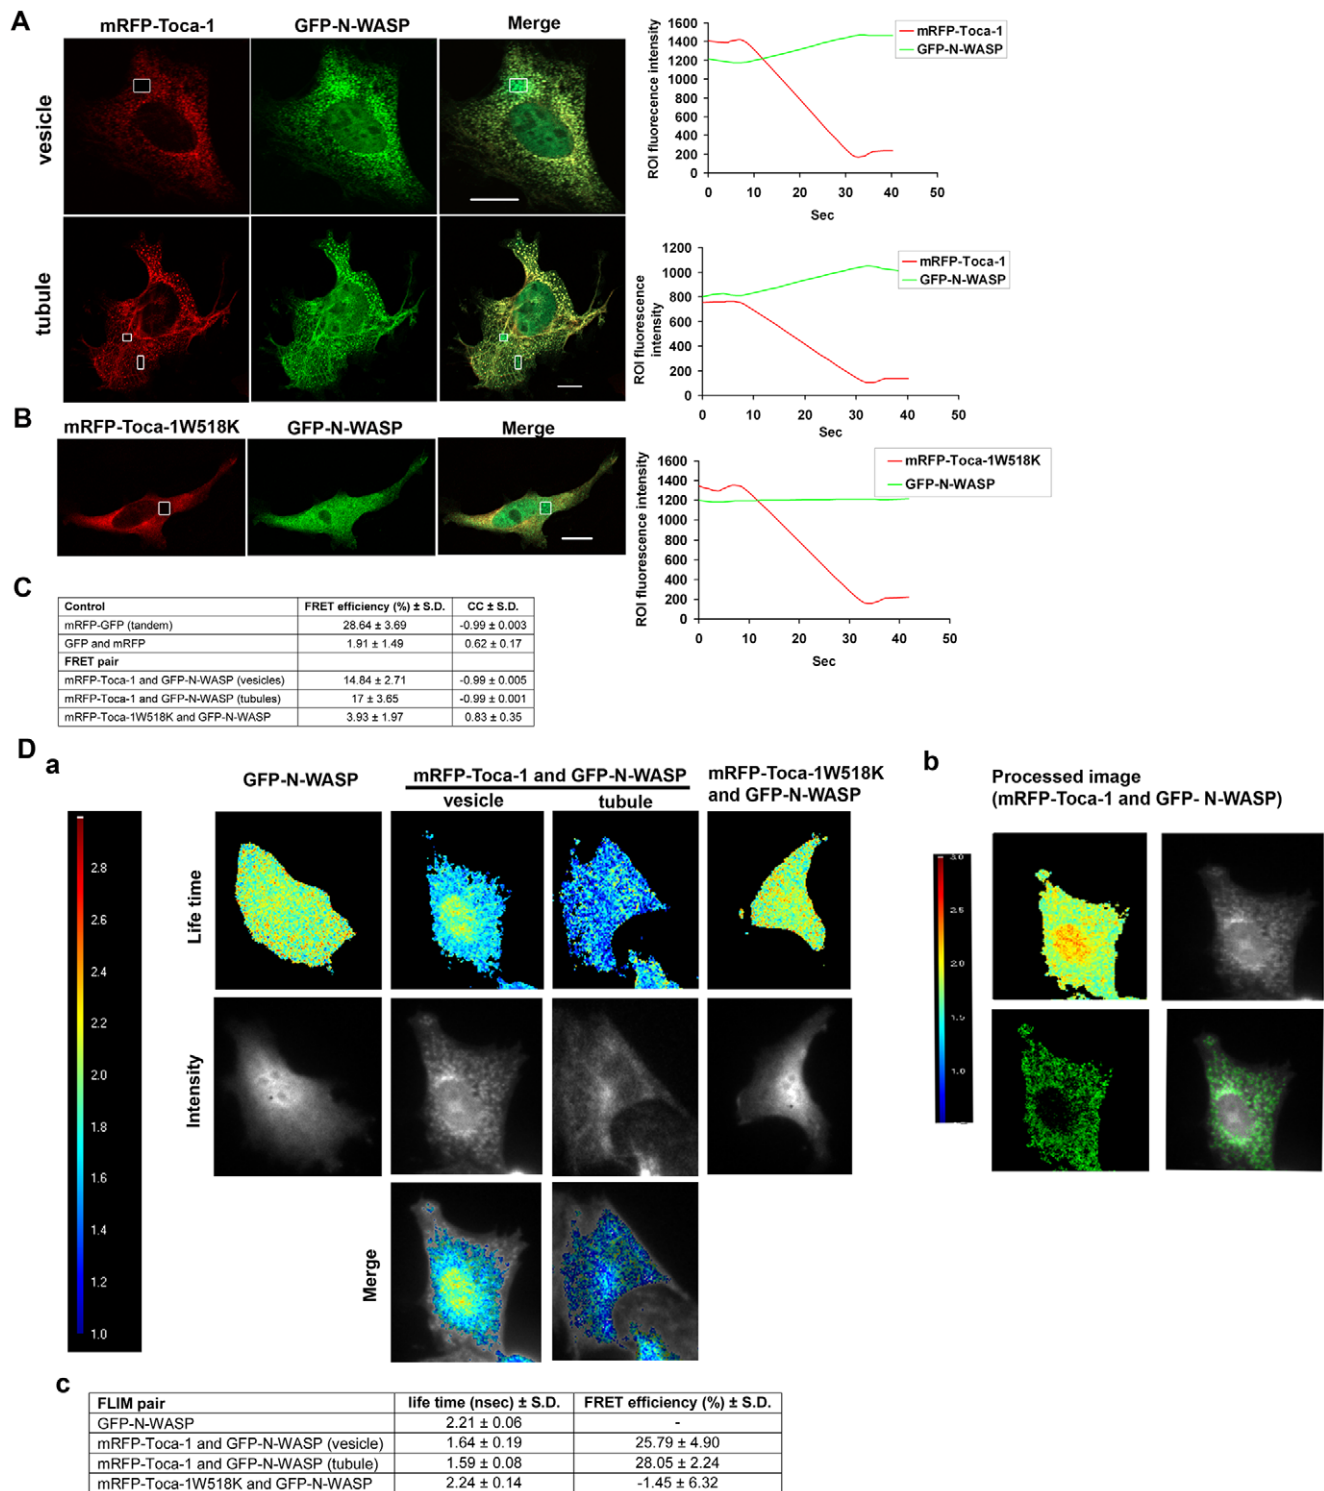 A
mRFP-Toca-1 GFP-N-WASP Merge
vesicle
tubule
ROI fluorecence intensity
1600
1400
1200
1000
800
600
400
200
0
0 10 20 30 40 50
Sec
mRFP-Toca-1
GFP-N-WASP
ROI fluorescence
intensity
1200
1000
800
600
400
200
0
0 10 20 30 40 50
Sec
mRFP-Toca-1
GFP-N-WASP
B
mRFP-Toca-1W518K GFP-N-WASP Merge
ROI fluorescence intensity
1600
1400
1200
1000
800
600
400
200
0
0 10 20 30 40 50
Sec
mRFP-Toca-1W518K
GFP-N-WASP
C
Control FRET efficiency (%) ± S.D. CC ± S.D.
mRFP-GFP (tandem) 28.64 ± 3.69 -0.99 ± 0.003
GFP and mRFP 1.91 ± 1.49 0.62 ± 0.17
FRET pair
mRFP-Toca-1 and GFP-N-WASP (vesicles) 14.84 ± 2.71 -0.99 ± 0.005
mRFP-Toca-1 and GFP-N-WASP (tubules) 17 ± 3.65 -0.99 ± 0.001
mRFP-Toca-1W518K and GFP-N-WASP 3.93 ± 1.97 0.83 ± 0.35
D
a
GFP-N-WASP
mRFP-Toca-1 and GFP-N-WASP
vesicle tubule
mRFP-Toca-1W518K
and GFP-N-WASP
2.8
2.6
2.4
2.2
2.0
1.8
1.6
1.4
1.2
1.0
Life time
Intensity
Merge
b
Processed image
(mRFP-Toca-1 and GFP- N-WASP)
3.0
2.5
2.0
1.5
1.0
c
FLIM pair life time (nsec) ± S.D. FRET efficiency (%) ± S.D.
GFP-N-WASP 2.21 ± 0.06 -
mRFP-Toca-1 and GFP-N-WASP (vesicle) 1.64 ± 0.19 25.79 ± 4.90
mRFP-Toca-1 and GFP-N-WASP (tubule) 1.59 ± 0.08 28.05 ± 2.24
mRFP-Toca-1W518K and GFP-N-WASP 2.24 ± 0.14 -1.45 ± 6.32